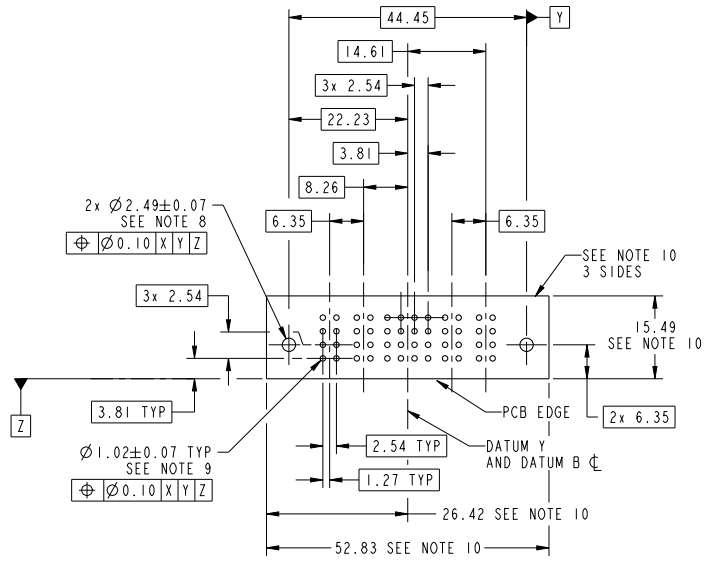 44.45
Y
14.61
3x 2.54
22.23
3.81
8.26
2x Ø2.49±0.07
SEE NOTE 8
⌖ Ø0.10 X Y Z
6.35
6.35
SEE NOTE 10
3 SIDES
3x 2.54
15.49
SEE NOTE 10
Z
3.81 TYP
PCB EDGE
2x 6.35
Ø1.02±0.07 TYP
SEE NOTE 9
⌖ Ø0.10 X Y Z
2.54 TYP
DATUM Y
AND DATUM B ℄
1.27 TYP
26.42 SEE NOTE 10
52.83 SEE NOTE 10